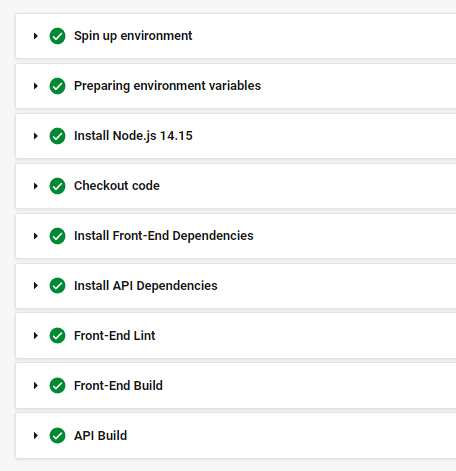 Spin up environment
Preparing environment variables
Install Node.js 14.15
Checkout code
Install Front-End Dependencies
Install API Dependencies
Front-End Lint
Front-End Build
API Build